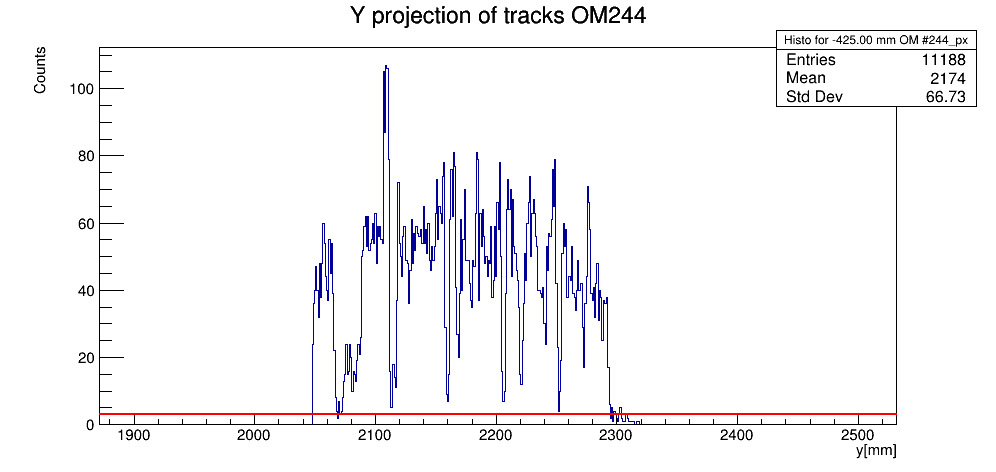 Y projection of tracks OM244
Histo for -425.00 mm OM #244_px
Entries 11188
Mean 2174
Std Dev 66.73
Counts
100
80
60
40
20
0
1900 2000 2100 2200 2300 2400 2500
y[mm]